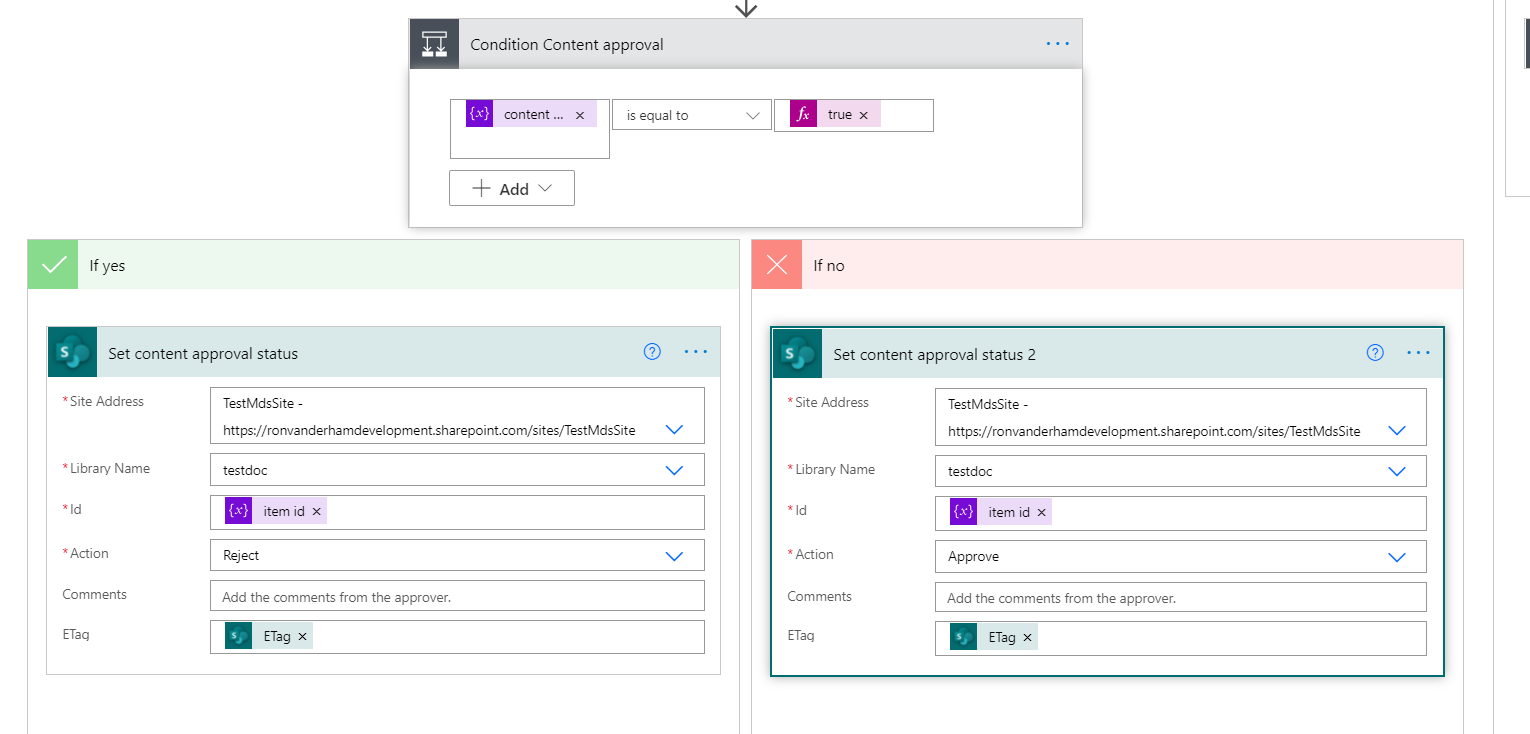 Condition Content approval
{x} content ... ×
is equal to
fx true ×
Add
If yes
Set content approval status
*Site Address
TestMdsSite -
https://ronvanderhamdevelopment.sharepoint.com/sites/TestMdsSite
*Library Name
testdoc
*Id
{x} item id ×
*Action
Reject
Comments
Add the comments from the approver.
ETag
S ETag ×
If no
Set content approval status 2
*Site Address
TestMdsSite -
https://ronvanderhamdevelopment.sharepoint.com/sites/TestMdsSite
*Library Name
testdoc
*Id
{x} item id ×
*Action
Approve
Comments
Add the comments from the approver.
ETag
S ETag ×